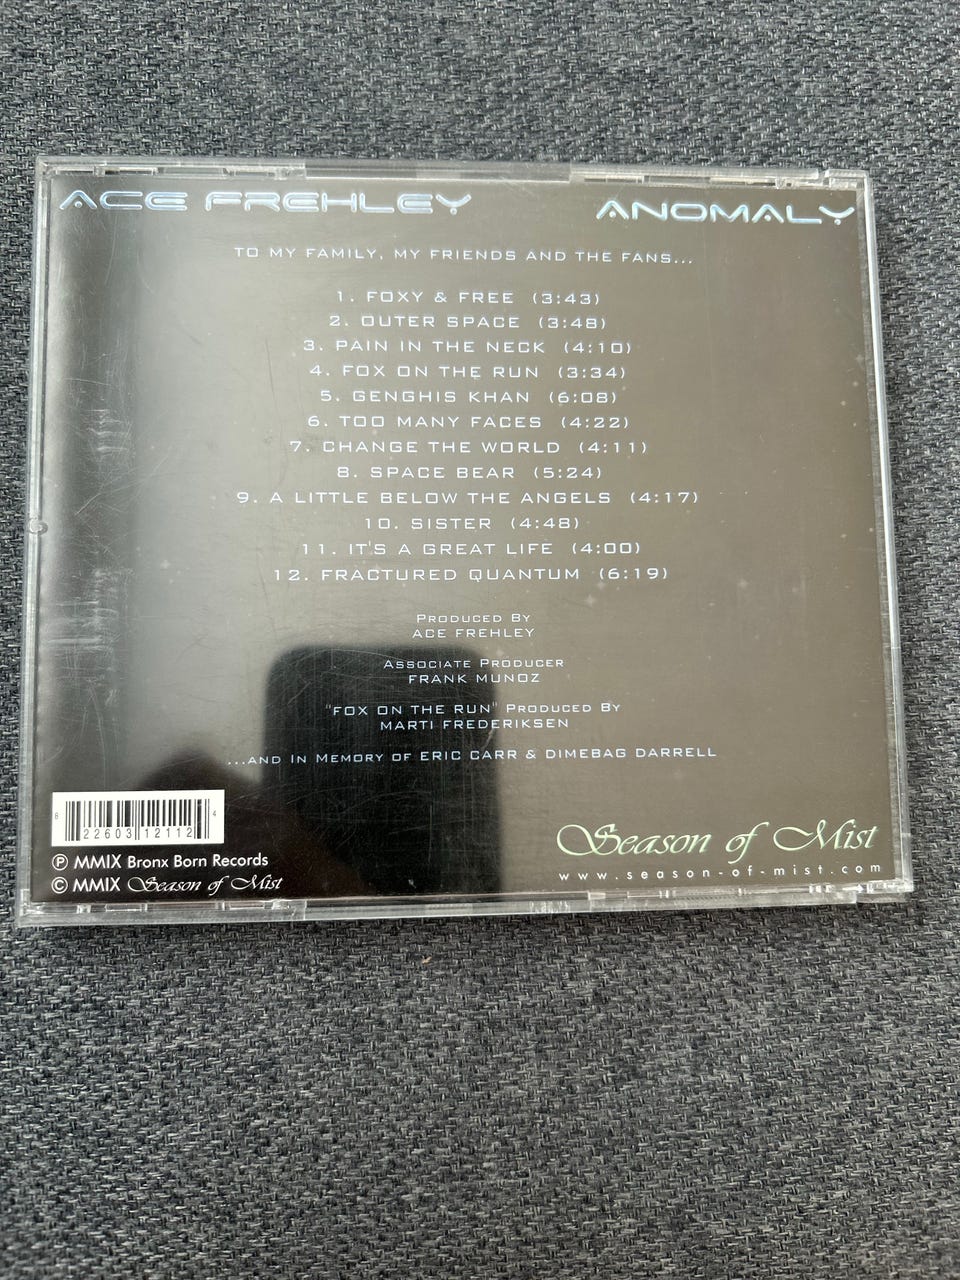 ACE FREHLEY
ANOMALY
TO MY FAMILY, MY FRIENDS AND THE FANS...
1. FOXY & FREE (3:43)
2. OUTER SPACE (3:48)
3. PAIN IN THE NECK (4:10)
4. FOX ON THE RUN (3:34)
5. GENGHIS KHAN (6:08)
6. TOO MANY FACES (4:22)
7. CHANGE THE WORLD (4:11)
8. SPACE BEAR (5:24)
9. A LITTLE BELOW THE ANGELS (4:17)
10. SISTER (4:48)
11. IT'S A GREAT LIFE (4:00)
12. FRACTURED QUANTUM (6:19)
PRODUCED BY
ACE FREHLEY
ASSOCIATE PRODUCER
FRANK MUNOZ
"FOX ON THE RUN" PRODUCED BY
MARTI FREDERIKSEN
...AND IN MEMORY OF ERIC CARR & DIMEBAG DARRELL
8 22603 12112 4
℗ MMIX Bronx Born Records
© MMIX Season of Mist
Season of Mist
www.season-of-mist.com